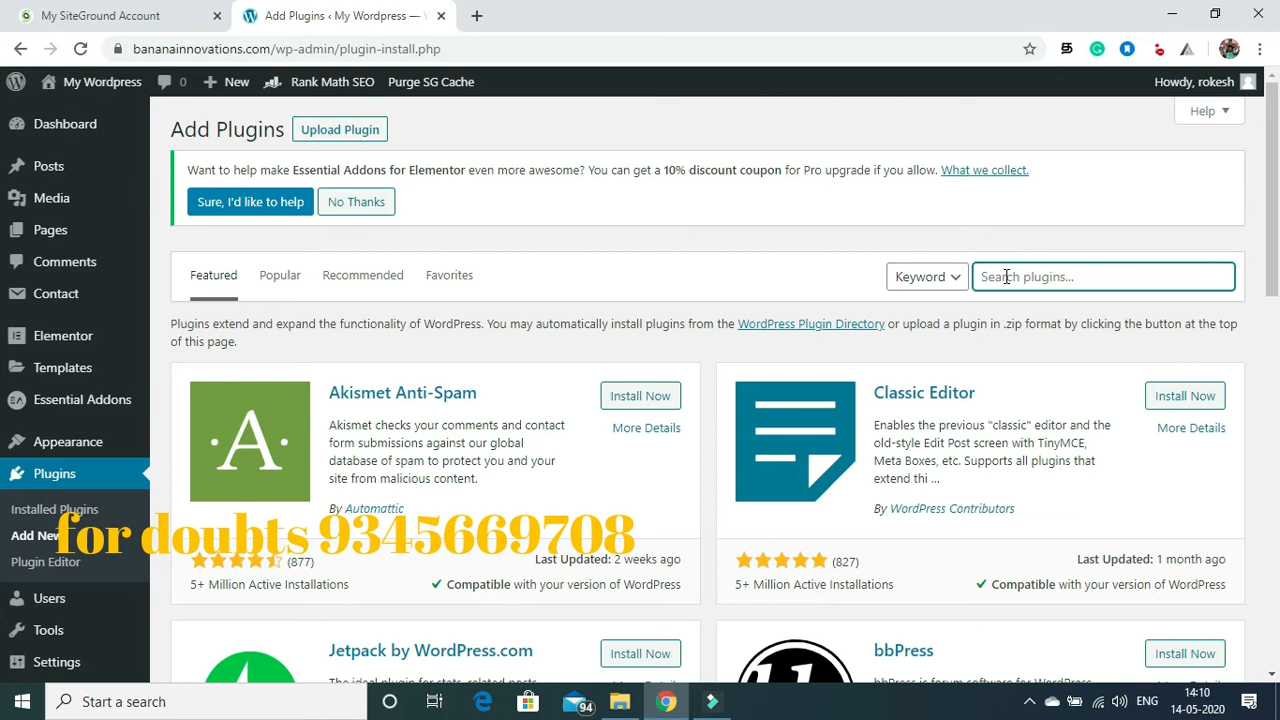 My SiteGround Account
Add Plugins ‹ My Wordpress —
bananainnovations.com/wp-admin/plugin-install.php
My Wordpress
0
New
Rank Math SEO
Purge SG Cache
Howdy, rokesh
Dashboard
Posts
Media
Pages
Comments
Contact
Elementor
Templates
Essential Addons
Appearance
Plugins
Installed Plugins
Add New
Plugin Editor
Users
Tools
Settings
Add Plugins
Upload Plugin
Help
Want to help make Essential Addons for Elementor even more awesome? You can get a 10% discount coupon for Pro upgrade if you allow. What we collect.
Sure, I'd like to help
No Thanks
Featured
Popular
Recommended
Favorites
Keyword
Search plugins...
Plugins extend and expand the functionality of WordPress. You may automatically install plugins from the WordPress Plugin Directory or upload a plugin in .zip format by clicking the button at the top
of this page.
A
Akismet Anti-Spam
Install Now
More Details
Akismet checks your comments and contact
form submissions against our global
database of spam to protect you and your
site from malicious content.
By Automattic
(877)
Last Updated: 2 weeks ago
5+ Million Active Installations
Compatible with your version of WordPress
Classic Editor
Install Now
More Details
Enables the previous "classic" editor and the
old-style Edit Post screen with TinyMCE,
Meta Boxes, etc. Supports all plugins that
extend thi ...
By WordPress Contributors
(827)
Last Updated: 1 month ago
5+ Million Active Installations
Compatible with your version of WordPress
for doubts 9345669708
Jetpack by WordPress.com
Install Now
bbPress
Install Now
Start a search
94
ENG
14:10
14-05-2020